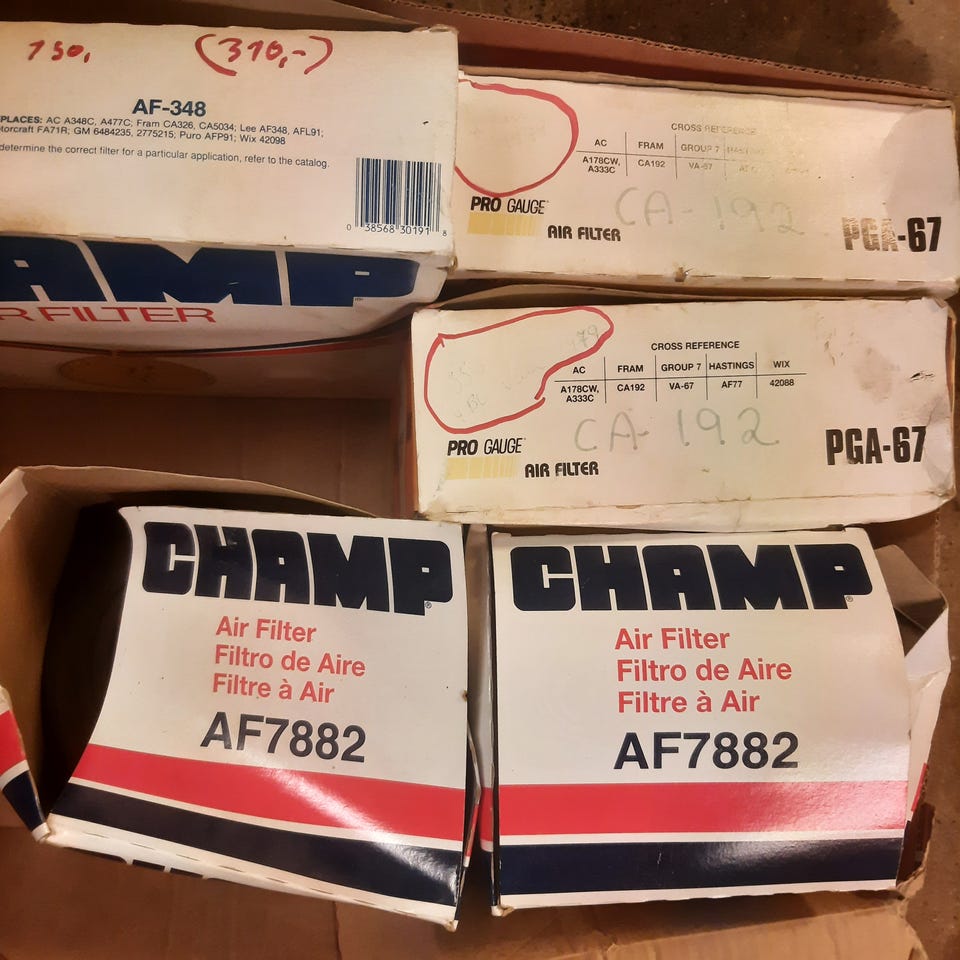 150,
(310,-)
AF-348
PLACES: AC A348C, A477C; Fram CA326, CA5034; Lee AF348, AFL91;
otorcraft FA71R; GM 6484235, 2775215; Puro AFP91; Wix 42098
determine the correct filter for a particular application, refer to the catalog.
0 38568 30191 8
AMP
R FILTER
CROSS REFERENCE
AC FRAM GROUP 7
A178CW, CA192 VA-67
A333C
CA-192
PRO GAUGE
AIR FILTER
PGA-67
79
CROSS REFERENCE
AC FRAM GROUP 7 HASTINGS WIX
A178CW, CA192 VA-67 AF77 42088
A333C
CA-192
PRO GAUGE
AIR FILTER
PGA-67
CHAMP®
Air Filter
Filtro de Aire
Filtre à Air
AF7882
CHAMP®
Air Filter
Filtro de Aire
Filtre à Air
AF7882